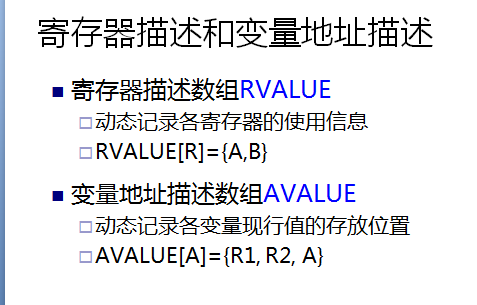 寄存器描述和变量地址描述
寄存器描述数组RVALUE
动态记录各寄存器的使用信息
RVALUE[R]={A,B}
变量地址描述数组AVALUE
动态记录各变量现行值的存放位置
AVALUE[A]={R1, R2, A}